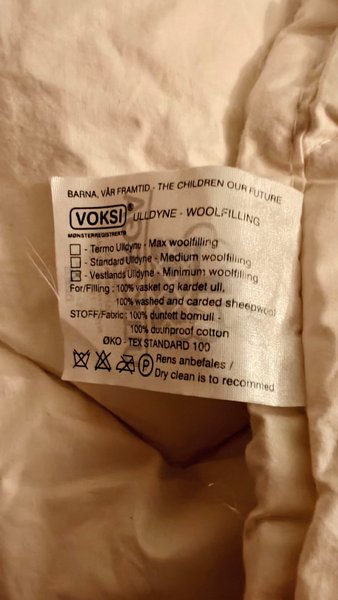 BARNA, VÅR FRAMTID - THE CHILDREN OUR FUTURE
VOKSI® ULLDYNE - WOOLFILLING
MØNSTERREGISTRERTE
- Termo Ulldyne - Max woolfilling
- Standard Ulldyne - Medium woolfilling
- Vestlands Ulldyne - Minimum woolfilling
For/Filling : 100% vasket og kardet ull,
100% washed and carded sheepwool
STOFF/Fabric : 100% duntett bomull -
100% duunproof cotton
ØKO - TEX STANDARD 100
P Rens anbefales /
Dry clean is to recommed